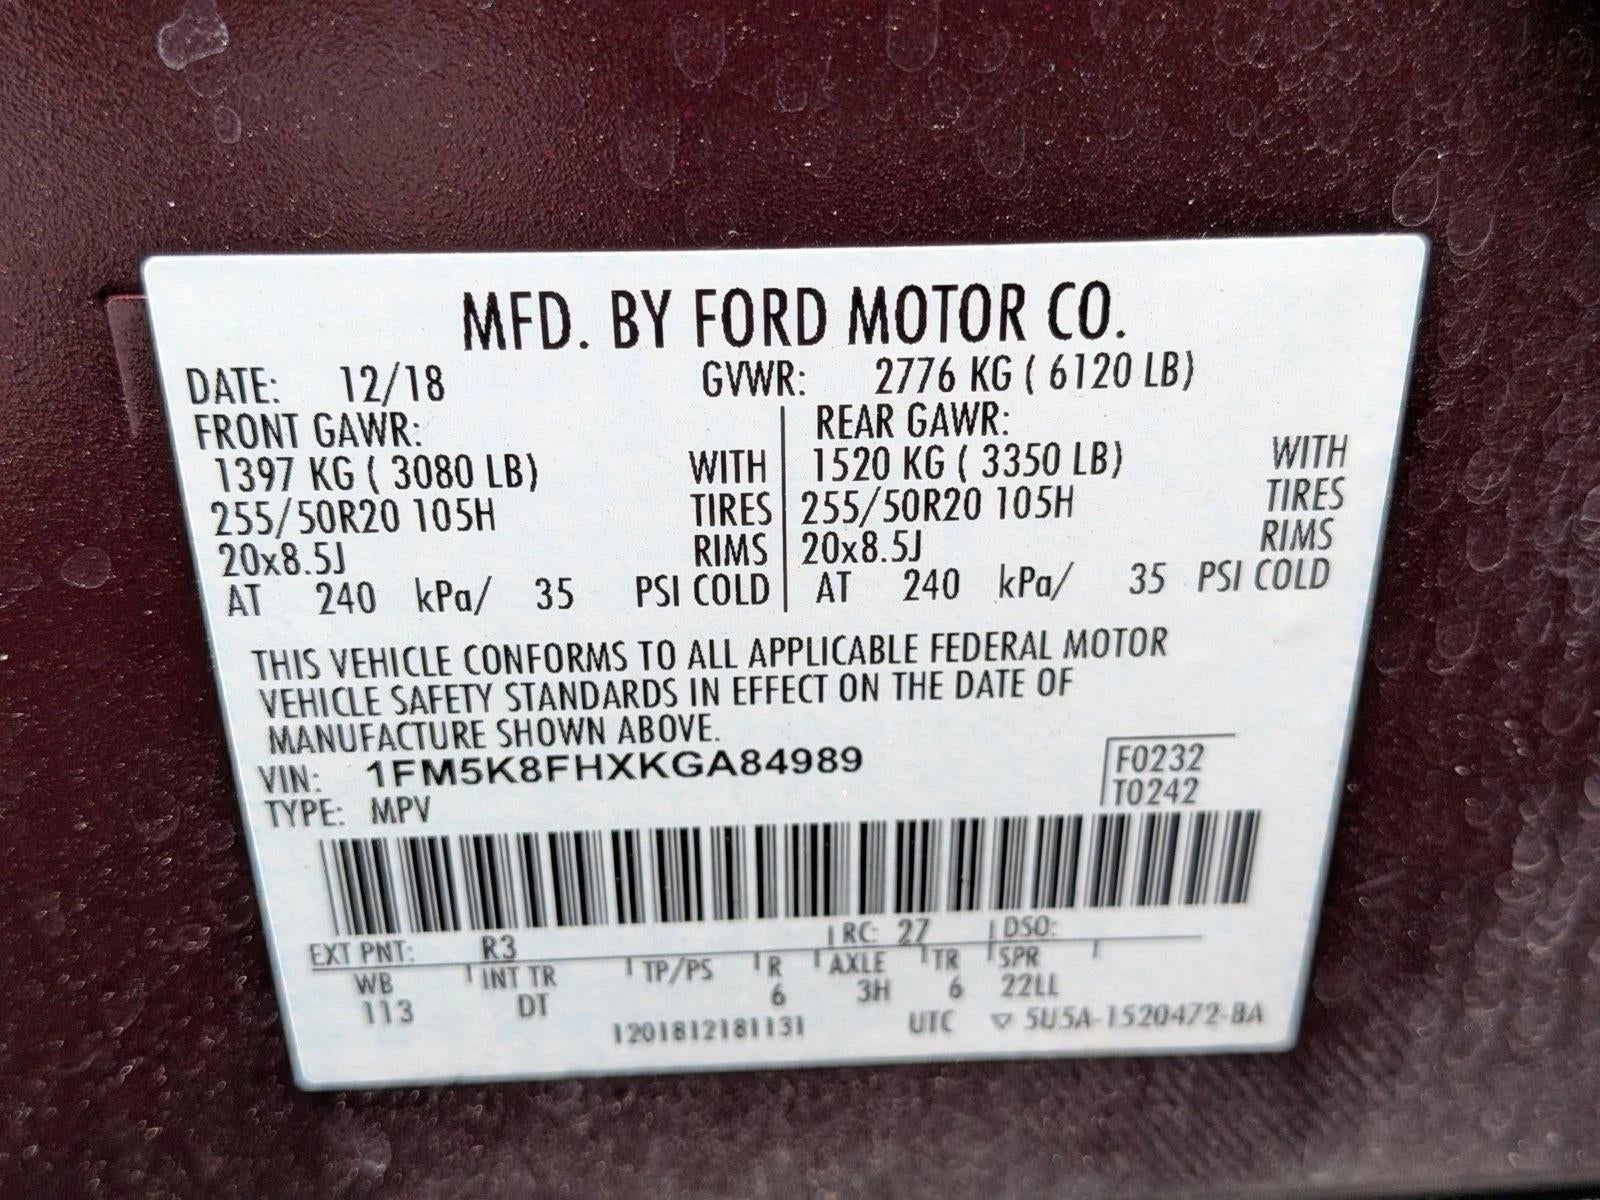 MFD. BY FORD MOTOR CO.
DATE: 12/18 GVWR: 2776 KG ( 6120 LB)
FRONT GAWR: REAR GAWR:
1397 KG ( 3080 LB) WITH 1520 KG ( 3350 LB) WITH
255/50R20 105H TIRES 255/50R20 105H TIRES
20x8.5J RIMS 20x8.5J RIMS
AT 240 kPa/ 35 PSI COLD AT 240 kPa/ 35 PSI COLD
THIS VEHICLE CONFORMS TO ALL APPLICABLE FEDERAL MOTOR
VEHICLE SAFETY STANDARDS IN EFFECT ON THE DATE OF
MANUFACTURE SHOWN ABOVE.
VIN: 1FM5K8FHXKGA84989 F0232
TYPE: MPV T0242
EXT PNT: R3 RC: 27 DSO:
WB INT TR TP/PS R AXLE TR SPR
113 DT 6 3H 6 22LL
1201812181131 UTC ▽ 5U5A-1520472-BA